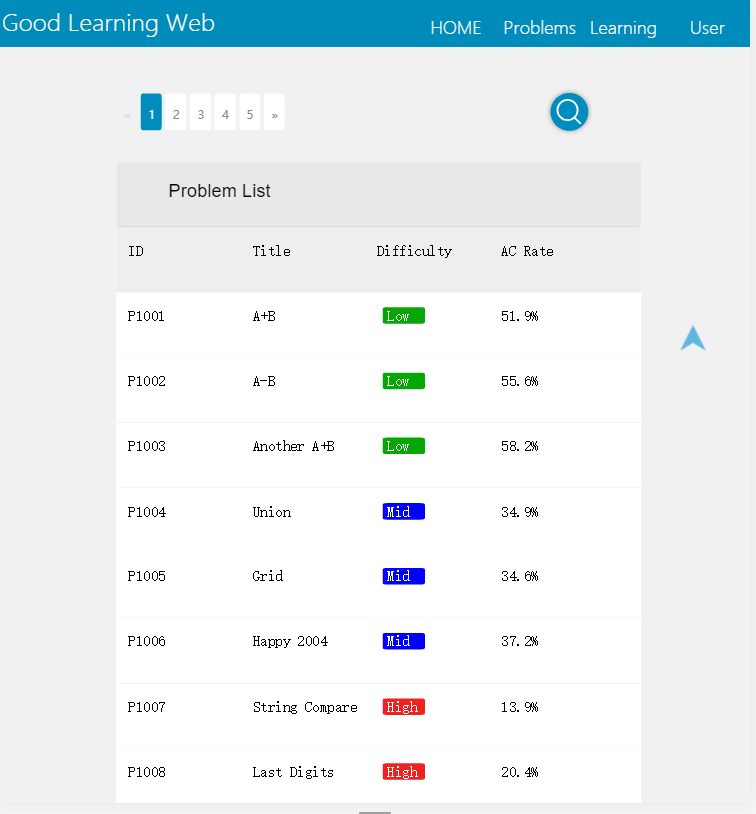 Good Learning Web HOME Problems Learning User
« 1 2 3 4 5 »
Problem List
ID Title Difficulty AC Rate
P1001 A+B Low 51.9%
P1002 A-B Low 55.6%
P1003 Another A+B Low 58.2%
P1004 Union Mid 34.9%
P1005 Grid Mid 34.6%
P1006 Happy 2004 Mid 37.2%
P1007 String Compare High 13.9%
P1008 Last Digits High 20.4%